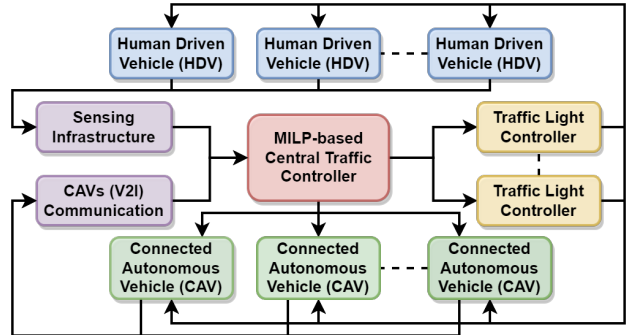 Human Driven
Vehicle (HDV)
Human Driven
Vehicle (HDV)
Human Driven
Vehicle (HDV)
Sensing
Infrastructure
MILP-based
Central Traffic
Controller
Traffic Light
Controller
CAVs (V2I)
Communication
Traffic Light
Controller
Connected
Autonomous
Vehicle (CAV)
Connected
Autonomous
Vehicle (CAV)
Connected
Autonomous
Vehicle (CAV)